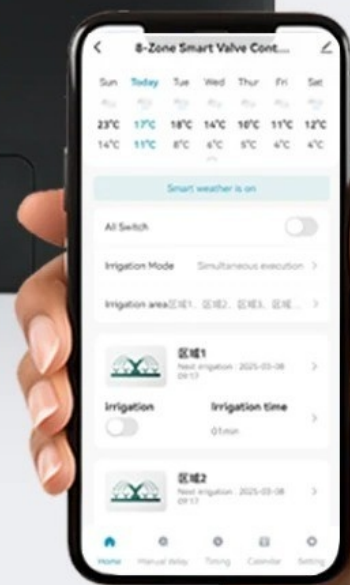 8-Zone Smart Valve Cont....
Sun Today Tue Wed Thur Fri Sat
23°C 17°C 18°C 14°C 10°C 11°C 12°C
14°C 11°C 8°C 6°C 5°C 4°C 4°C
Smart weather is on
All Switch
Irrigation Mode Simultaneous execution
Irrigation area 区域1、区域2、区域3、区域...
区域1
Next irrigation : 2025-03-08
09:17
Irrigation Irrigation time
01min
区域2
Next irrigation : 2025-03-08
09:17
Home Manual delay Timing Calendar Setting